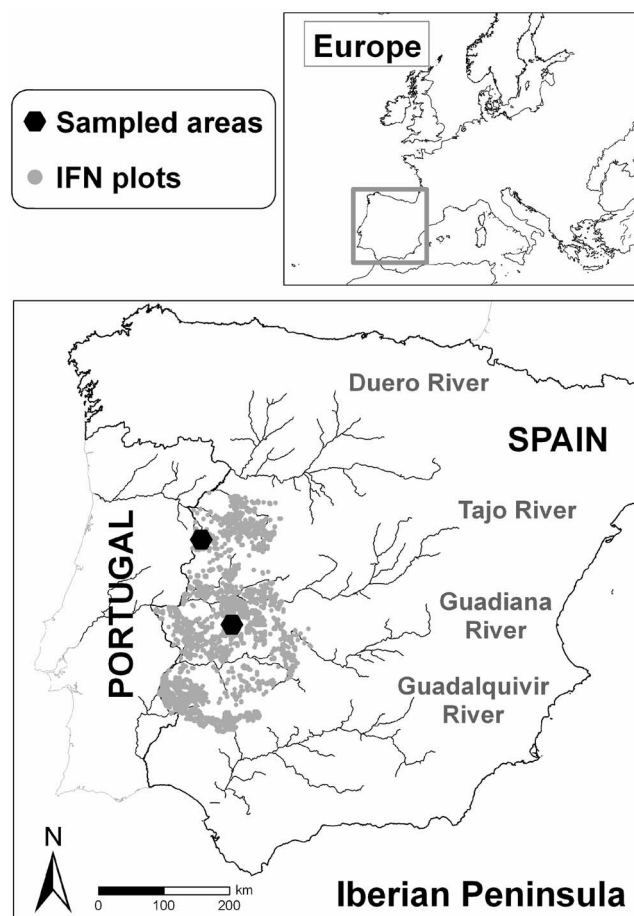 Europe
Sampled areas
IFN plots
Duero River
SPAIN
Tajo River
PORTUGAL
Guadiana
River
Guadalquivir
River
N
km
0 100 200
Iberian Peninsula